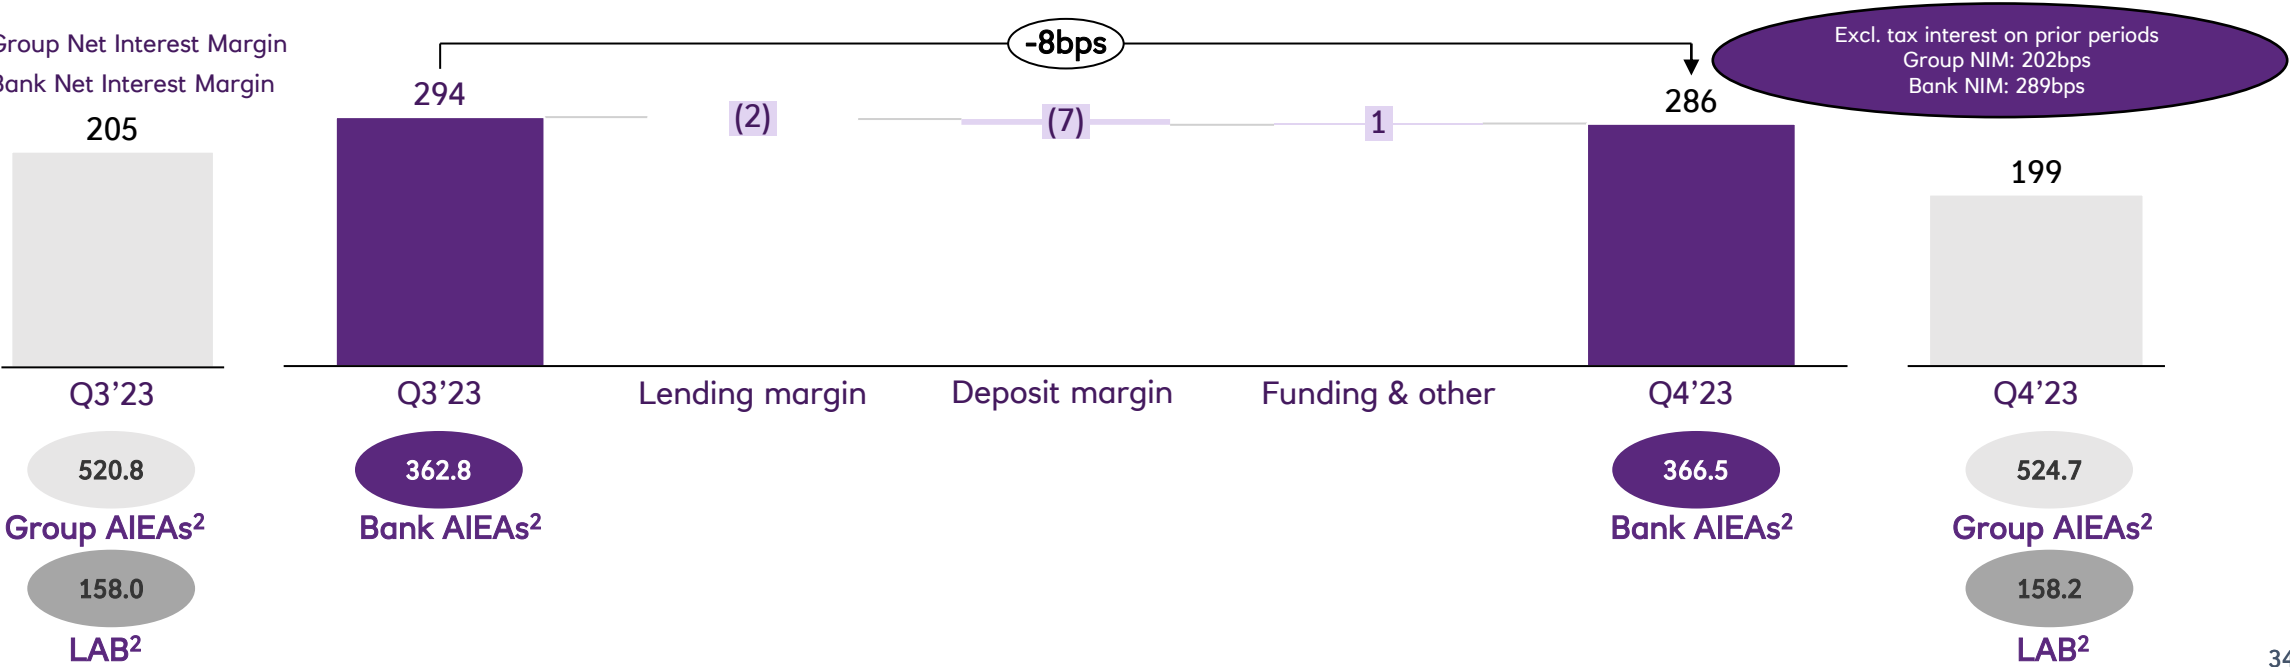 Group Net Interest Margin
Bank Net Interest Margin
-8bps
Excl. tax interest on prior periods
Group NIM: 202bps
Bank NIM: 289bps
205
294
(2)
(7)
1
286
199
Q3’23
Q3’23
Lending margin
Deposit margin
Funding & other
Q4’23
Q4’23
520.8
362.8
366.5
524.7
Group AIEAs²
Bank AIEAs²
Bank AIEAs²
Group AIEAs²
158.0
158.2
LAB²
LAB²
34